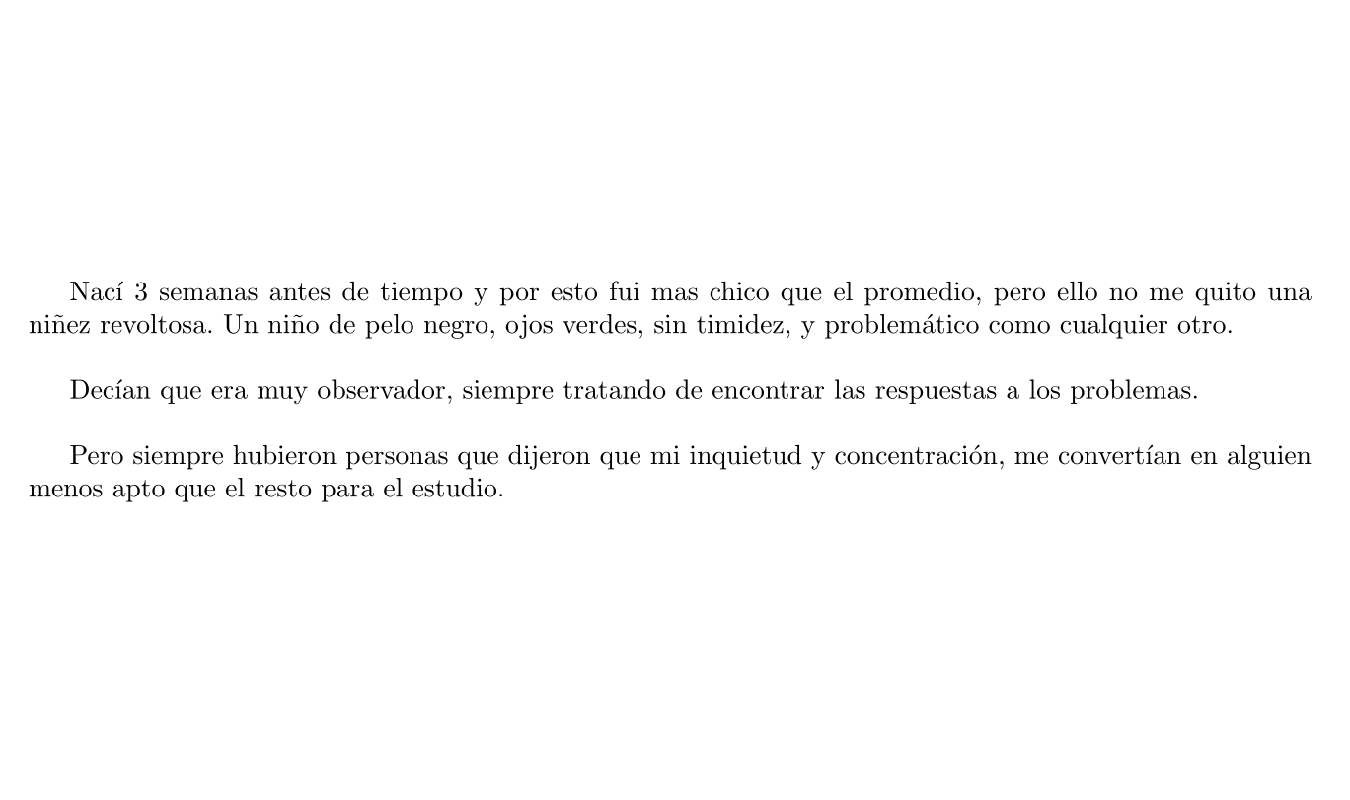 Nací 3 semanas antes de tiempo y por esto fui mas chico que el promedio, pero ello no me quito una
niñez revoltosa. Un niño de pelo negro, ojos verdes, sin timidez, y problemático como cualquier otro.
Decían que era muy observador, siempre tratando de encontrar las respuestas a los problemas.
Pero siempre hubieron personas que dijeron que mi inquietud y concentración, me convertían en alguien
menos apto que el resto para el estudio.